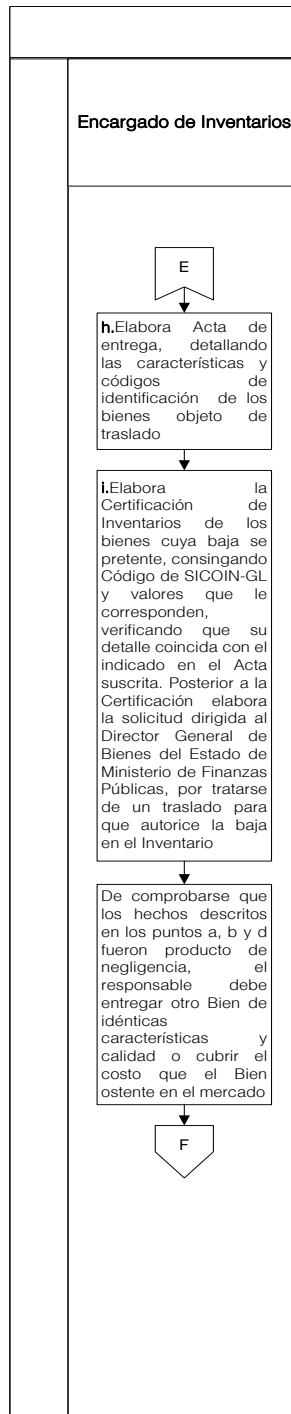 Encargado de Inventarios
E
h.Elabora Acta de
entrega, detallando
las características y
códigos de
identificación de los
bienes objeto de
traslado
i.Elabora la
Certificación de
Inventarios de los
bienes cuya baja se
pretente, consingando
Código de SICOIN-GL
y valores que le
corresponden,
verificando que su
detalle coincida con el
indicado en el Acta
suscrita. Posterior a la
Certificación elabora
la solicitud dirigida al
Director General de
Bienes del Estado de
Ministerio de Finanzas
Públicas, por tratarse
de un traslado para
que autorice la baja
en el Inventario
De comprobarse que
los hechos descritos
en los puntos a, b y d
fueron producto de
negligencia, el
responsable debe
entregar otro Bien de
idénticas
características y
calidad o cubrir el
costo que el Bien
ostente en el mercado
F